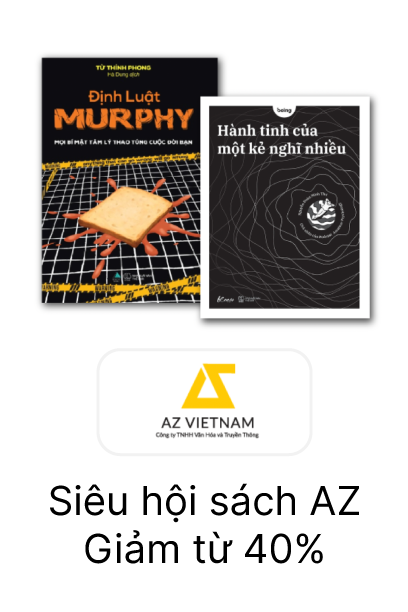 TỪ THÍNH PHONG
Hà Dung dịch
Định Luật
MURPHY
MỌI BÍ MẬT TÂM LÝ THAO TÚNG CUỘC ĐỜI BẠN
being
Hành tinh của
một kẻ nghĩ nhiều
AZ VIETNAM
Công ty TNHH Văn Hóa và Truyền Thông
Siêu hội sách AZ
Giảm từ 40%